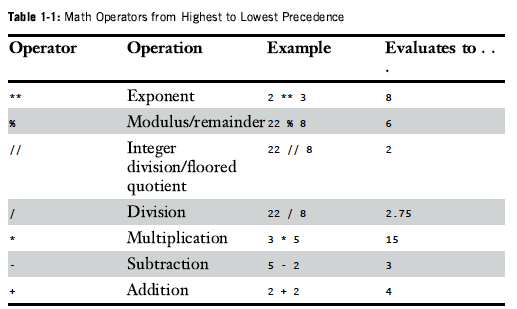 Table 1-1: Math Operators from Highest to Lowest Precedence
Operator Operation Example Evaluates to . . .
** Exponent 2 ** 3 8
% Modulus/remainder 22 % 8 6
// Integer division/floored quotient 22 // 8 2
/ Division 22 / 8 2.75
* Multiplication 3 * 5 15
- Subtraction 5 - 2 3
+ Addition 2 + 2 4